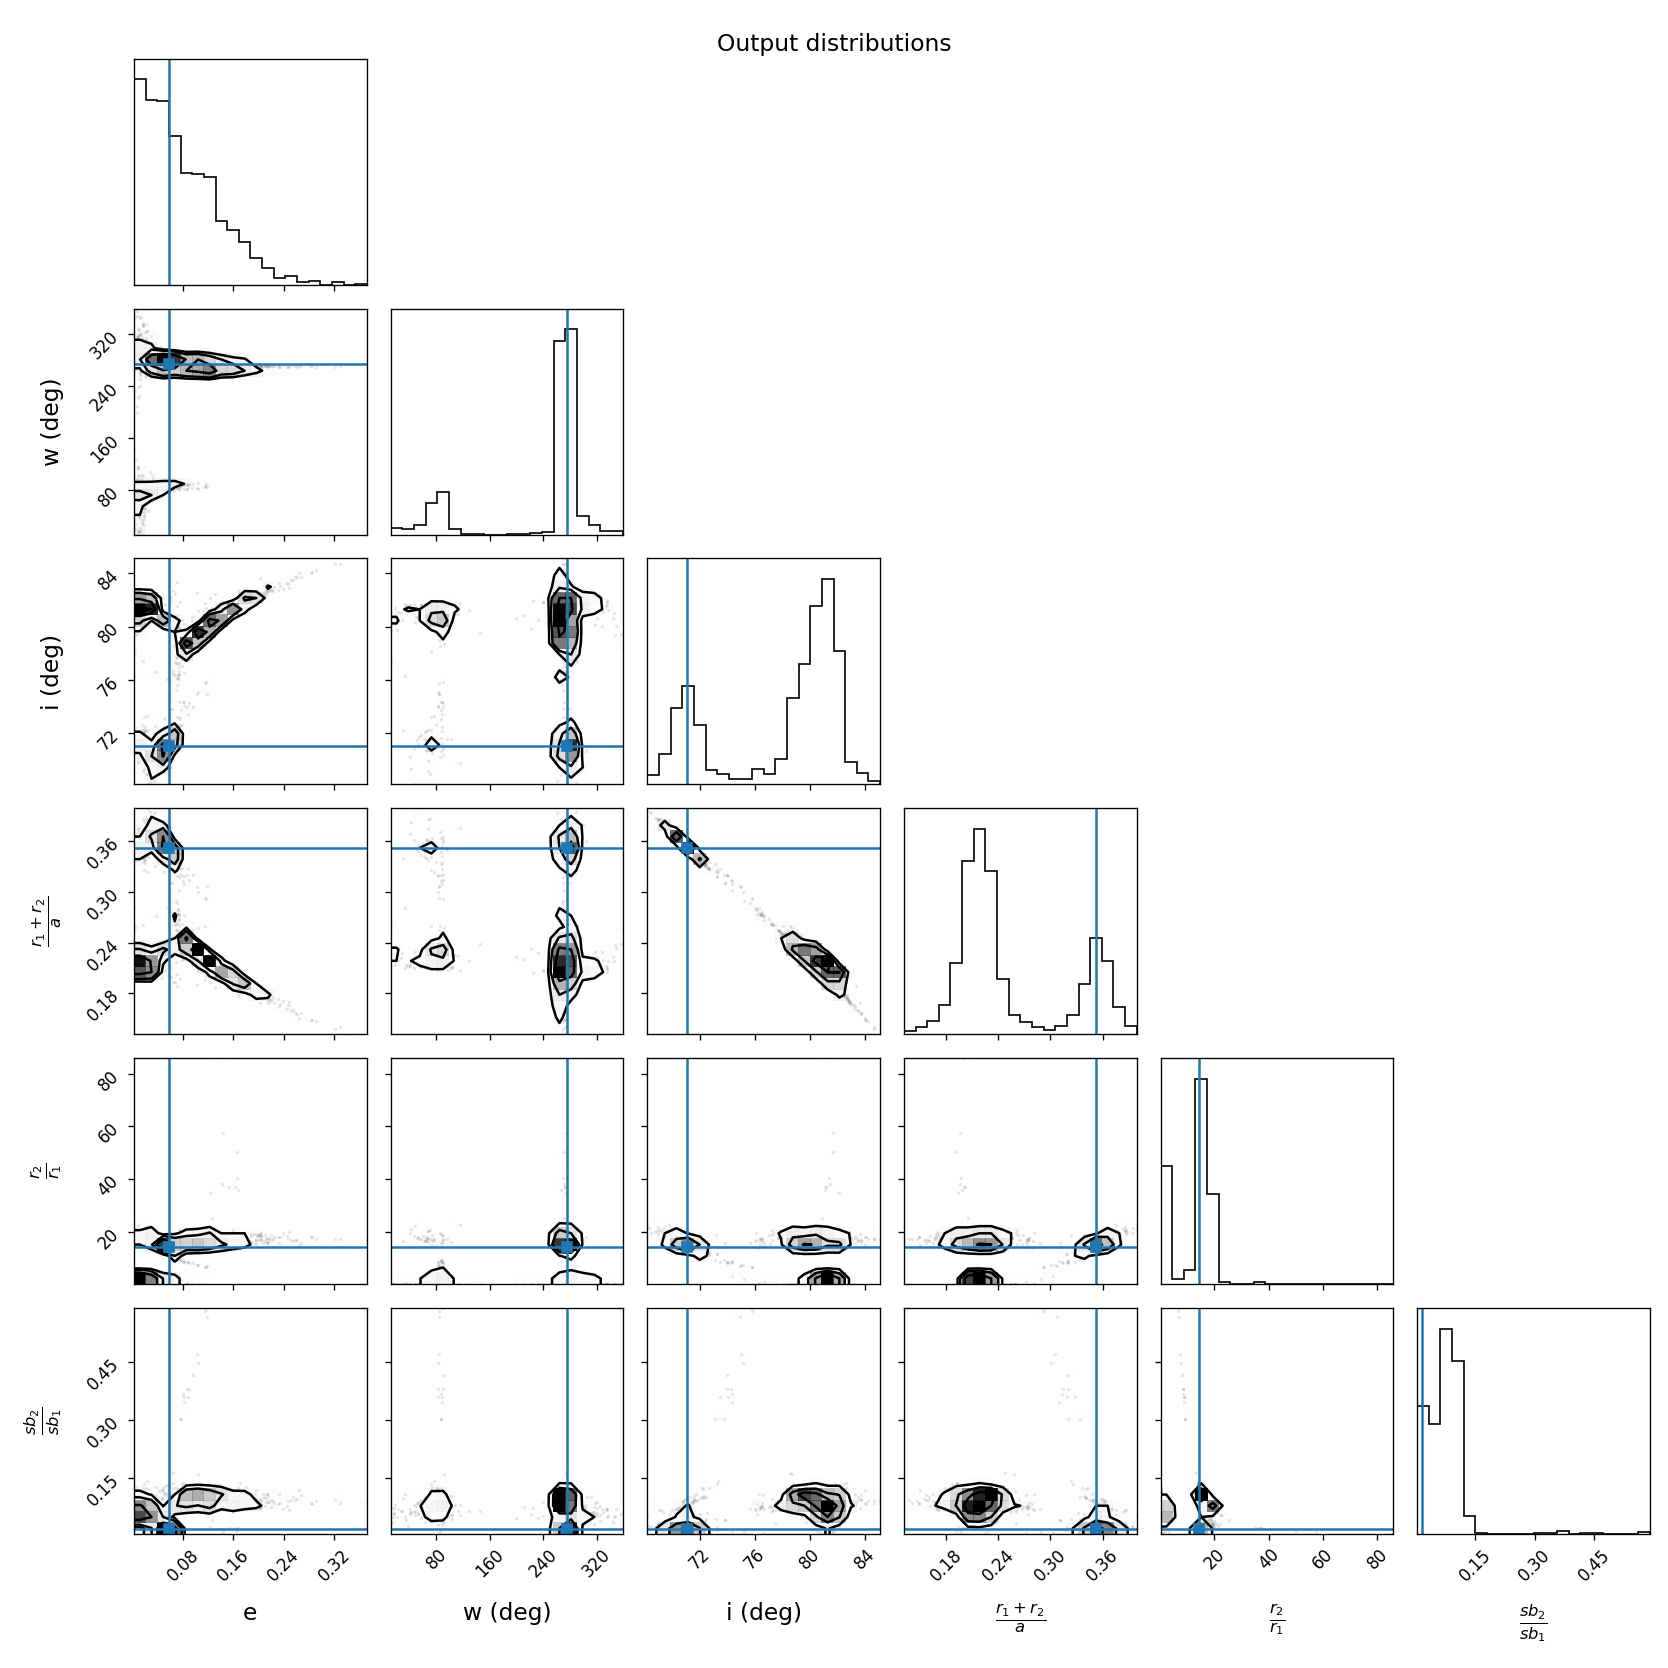 Output distributions
320
240
160
80
w (deg)
84
80
76
72
i (deg)
0.36
0.30
0.24
0.18
r₁ + r₂
a
80
60
40
20
r₂
r₁
0.45
0.30
0.15
sb₂
sb₁
0.08 0.16 0.24 0.32 80 160 240 320 72 76 80 84 0.18 0.24 0.30 0.36 20 40 60 80 0.15 0.30 0.45
e w (deg) i (deg)
r₁ + r₂ r₂ sb₂
a r₁ sb₁